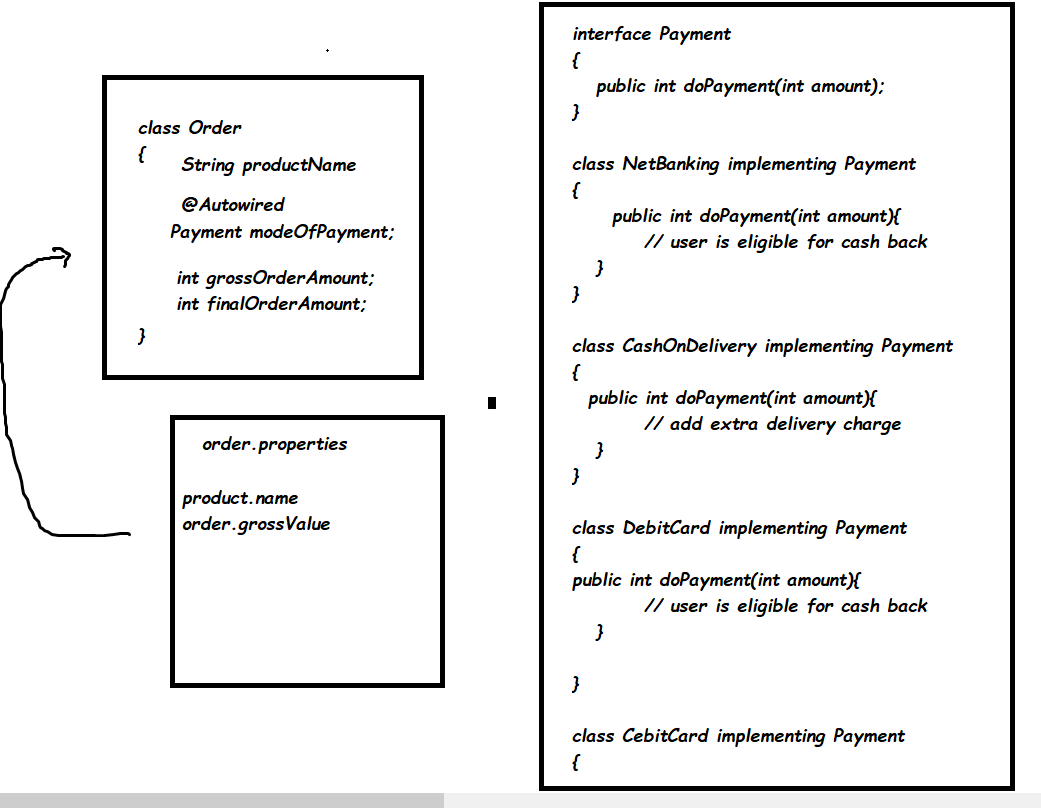 class Order
{
String productName
@Autowired
Payment modeOfPayment;
int grossOrderAmount;
int finalOrderAmount;
}
order.properties
product.name
order.grossValue
interface Payment
{
public int doPayment(int amount);
}
class NetBanking implementing Payment
{
public int doPayment(int amount){
// user is eligible for cash back
}
}
class CashOnDelivery implementing Payment
{
public int doPayment(int amount){
// add extra delivery charge
}
}
class DebitCard implementing Payment
{
public int doPayment(int amount){
// user is eligible for cash back
}
}
class CebitCard implementing Payment
{